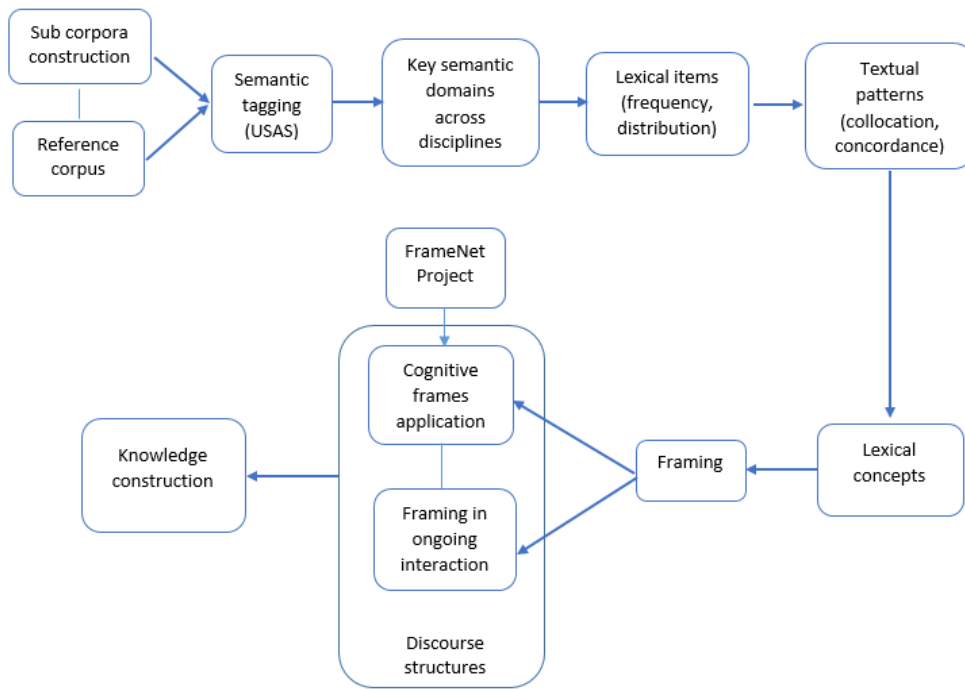 Sub corpora
construction
Reference
corpus
Semantic
tagging
(USAS)
Key semantic
domains
across
disciplines
Lexical items
(frequency,
distribution)
Textual
patterns
(collocation,
concordance)
FrameNet
Project
Cognitive
frames
application
Framing in
ongoing
interaction
Discourse
structures
Knowledge
construction
Framing
Lexical
concepts